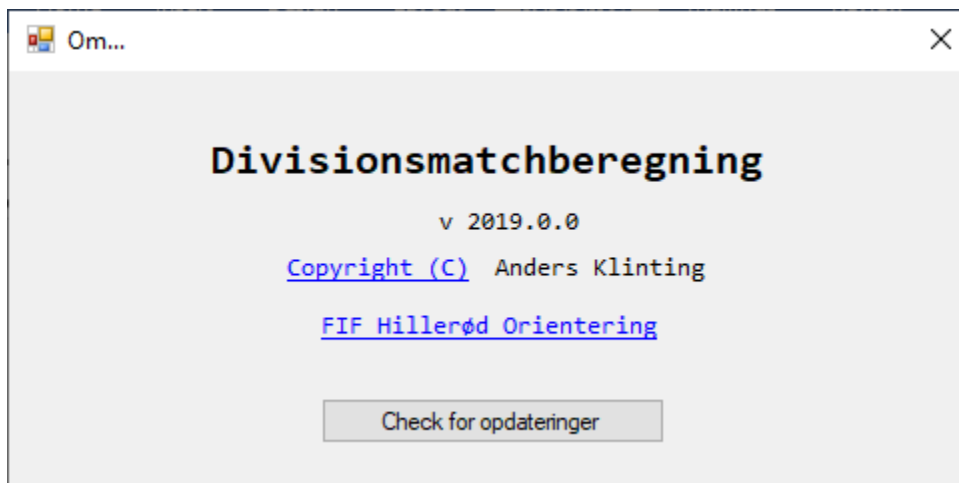 Om...
Divisionsmatchberegning
v 2019.0.0
Copyright (C) Anders Klinting
FIF Hillerød Orientering
Check for opdateringer